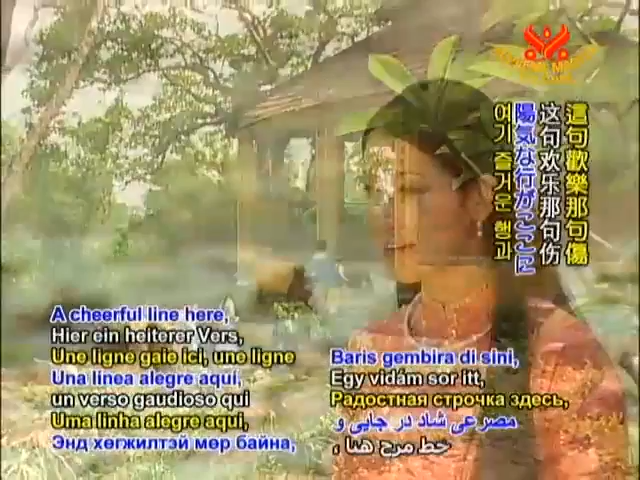 這句歡樂那句傷
这句欢乐那句伤
陽気な行がここに
여기 즐거운 행과
A cheerful line here,
Hier ein heiterer Vers,
Une ligne gaie ici, une ligne
Una línea alegre aquí,
un verso gaudioso qui
Uma linha alegre aqui,
Энд хөгжилтэй мөр байна,
Baris gembira di sini,
Egy vidám sor itt,
Радостная строчка здесь,
مصرعی شاد در جایی و
خط مرح هنا ،